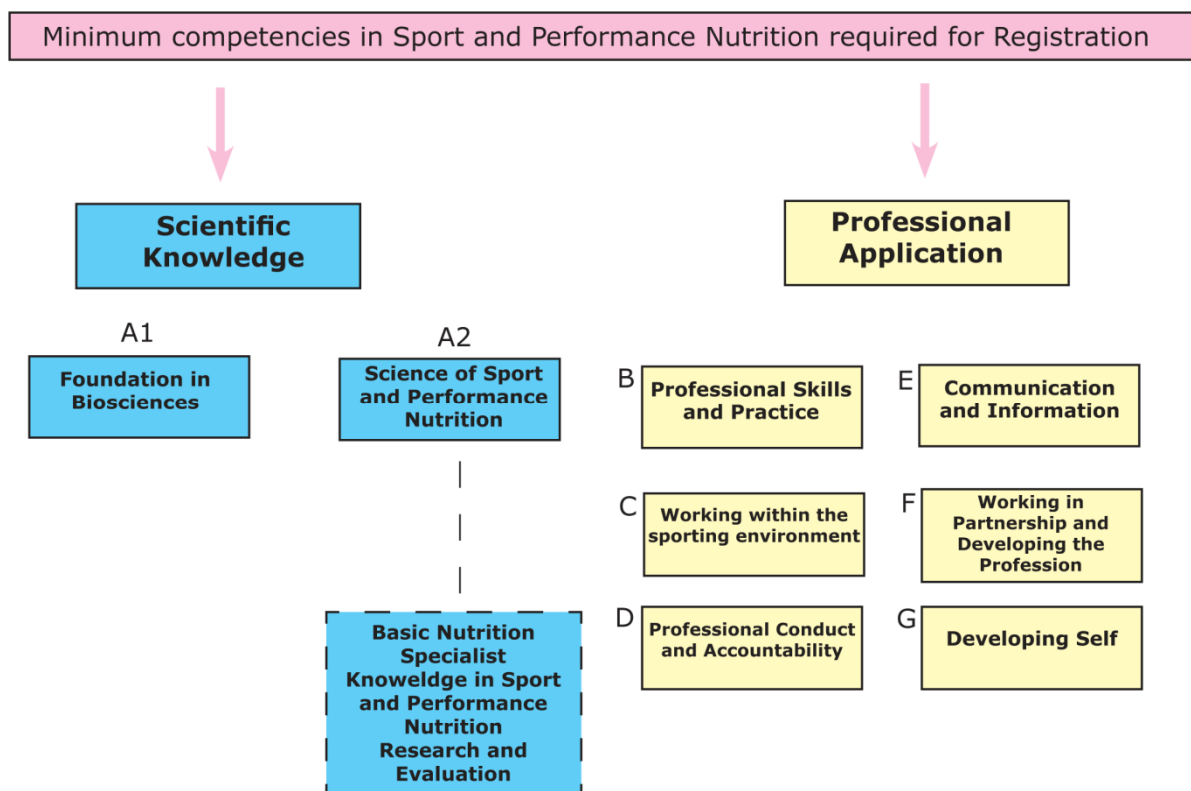 Minimum competencies in Sport and Performance Nutrition required for Registration
Scientific
Knowledge
Professional
Application
A1
Foundation in
Biosciences
A2
Science of Sport
and Performance
Nutrition
Basic Nutrition
Specialist
Knoweldge in Sport
and Performance
Nutrition
Research and
Evaluation
B
Professional Skills
and Practice
E
Communication
and Information
C
Working within the
sporting environment
F
Working in
Partnership and
Developing the
Profession
D
Professional Conduct
and Accountability
G
Developing Self